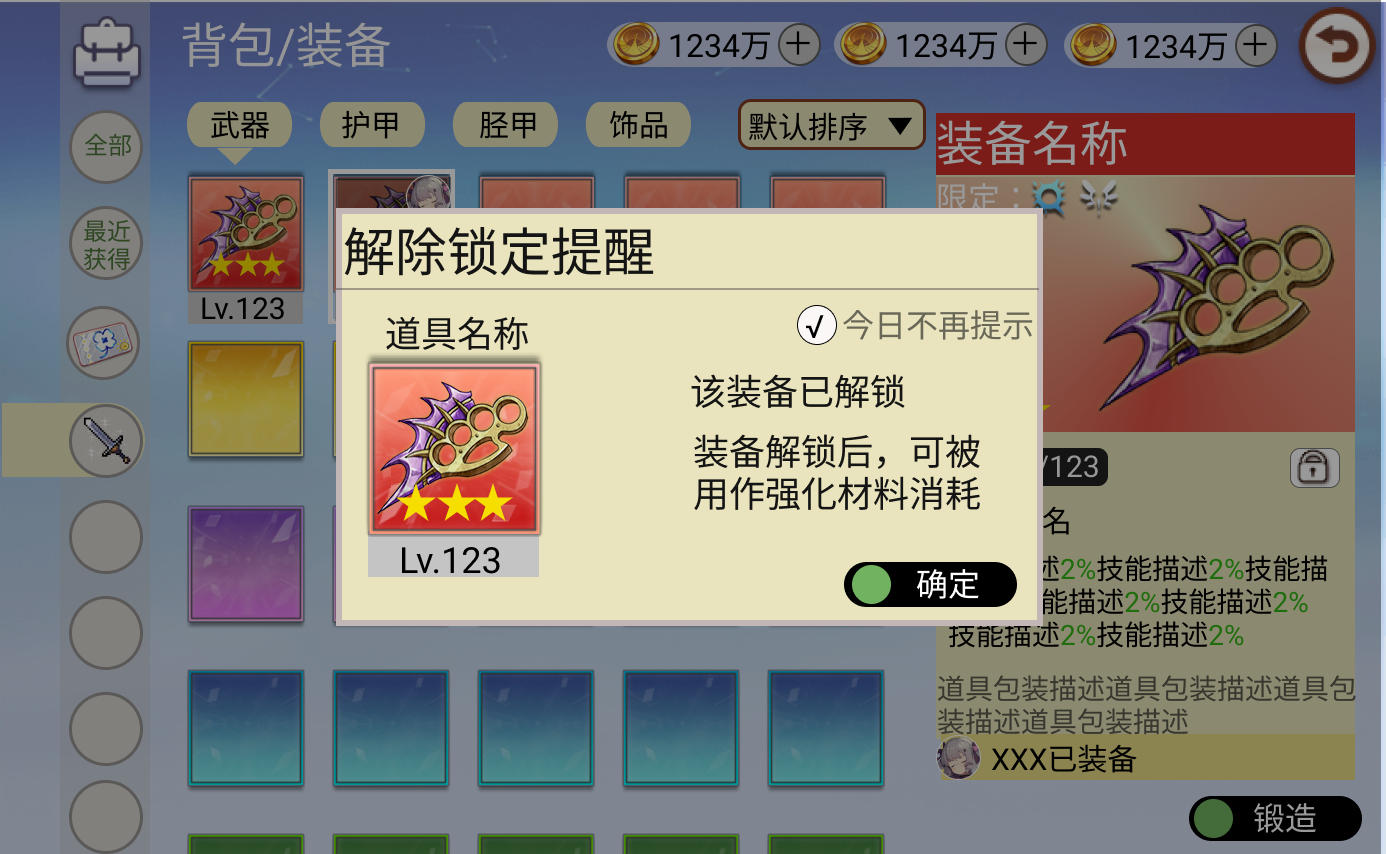 背包/装备
1234万
1234万
1234万
全部
最近
获得
武器
护甲
胫甲
饰品
默认排序
Lv.123
装备名称
限定：
解除锁定提醒
道具名称
今日不再提示
Lv.123
该装备已解锁
装备解锁后，可被
用作强化材料消耗
确定
/123
名
述2%技能描述2%技能描
能描述2%技能描述2%
技能描述2%技能描述2%
道具包装描述道具包装描述道具包
装描述道具包装描述
XXX已装备
锻造